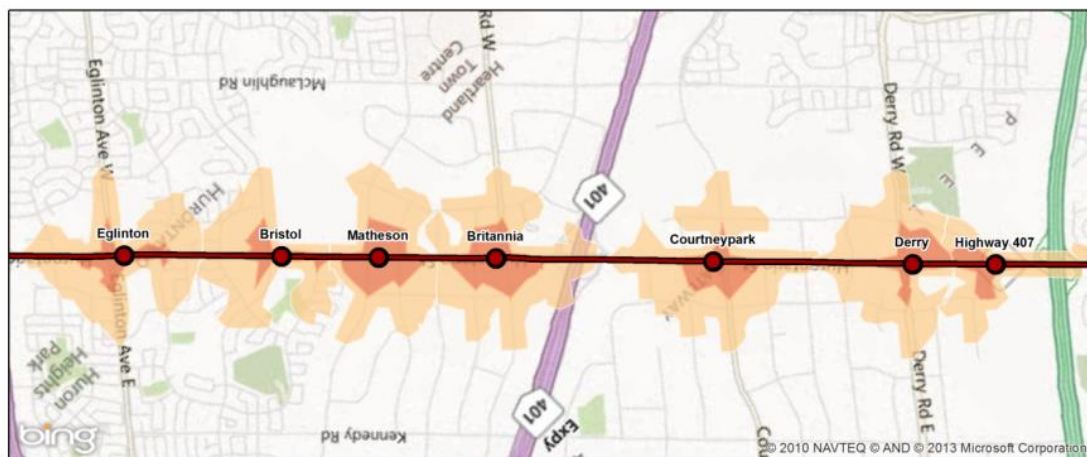 Eglinton Ave W
McLaughlin Rd
Heartland
Town
Centre
Rd W
401
Derry Rd W
Eglinton
Bristol
Matheson
Britannia
Courtneypark
Derry
Highway 407
Eglinton Ave E
Huron
Heights
Park
Kennedy Rd
401
Expy
Derry Rd E
bing
© 2010 NAVTEQ © AND © 2013 Microsoft Corporation